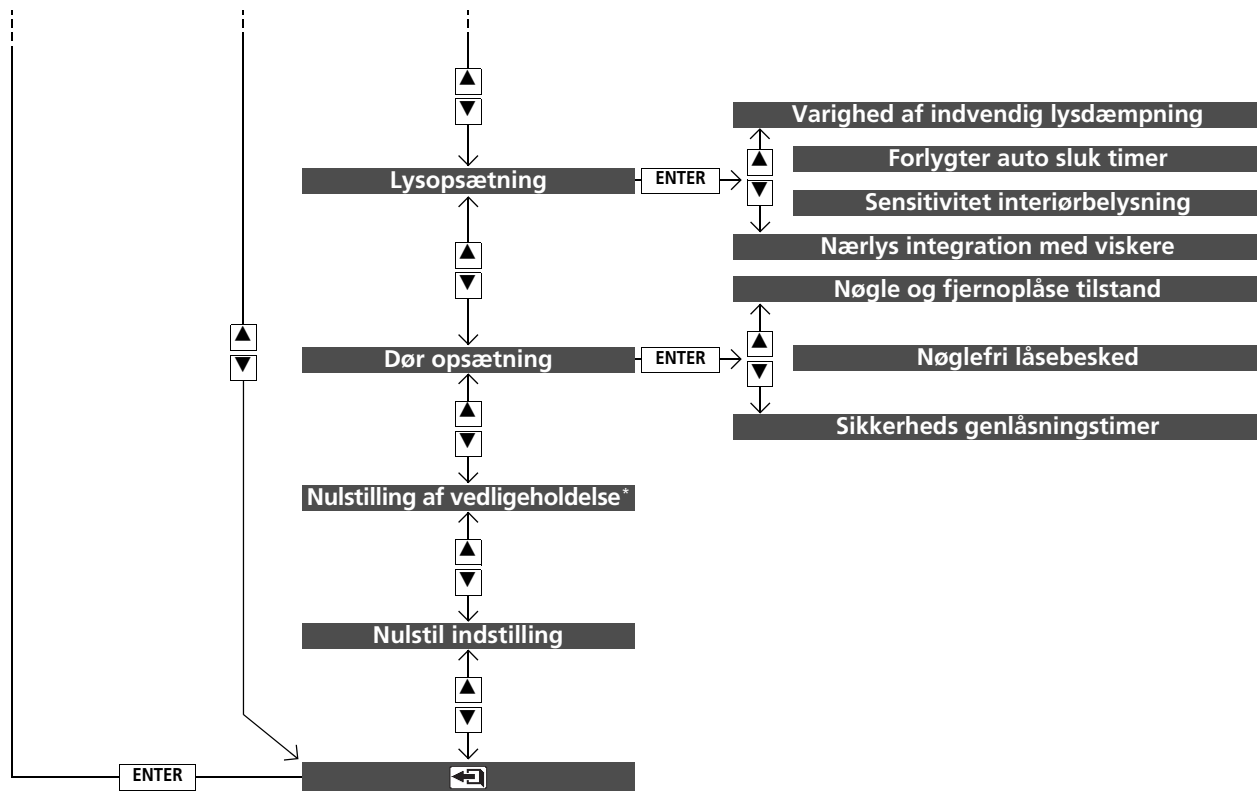 ▲
▼
Varighed af indvendig lysdæmpning
Lysopsætning
ENTER
▲
▼
Forlygter auto sluk timer
Sensitivitet interiørbelysning
Nærlys integration med viskere
▲
▼
Nøgle og fjernoplåse tilstand
▲
▼
Dør opsætning
ENTER
▲
▼
Nøglefri låsebesked
Sikkerheds genlåsningstimer
▲
▼
Nulstilling af vedligeholdelse*
▲
▼
Nulstil indstilling
▲
▼
ENTER